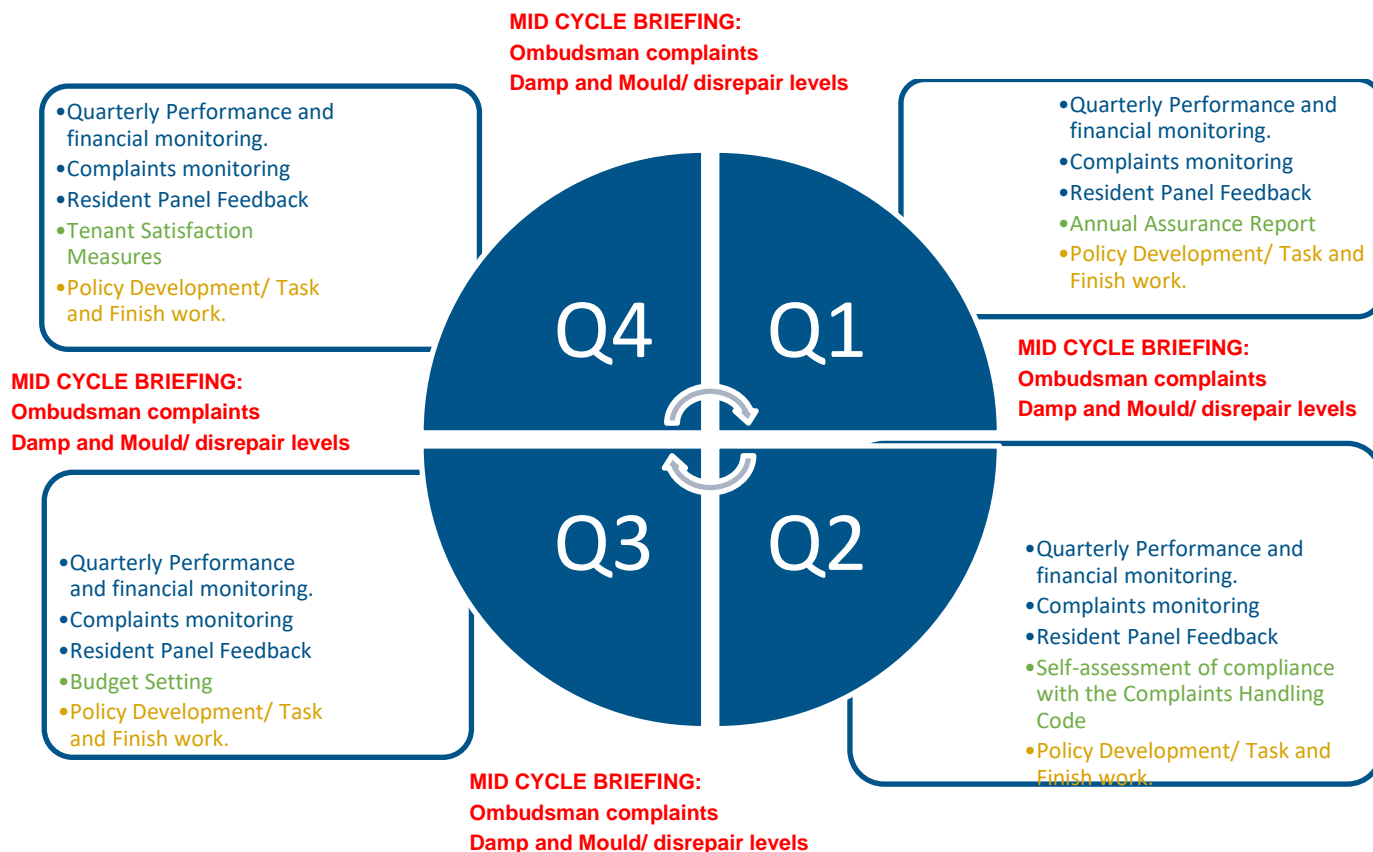 MID CYCLE BRIEFING:
Ombudsman complaints
Damp and Mould/ disrepair levels
•Quarterly Performance and
financial monitoring.
•Complaints monitoring
•Resident Panel Feedback
•Tenant Satisfaction
Measures
•Policy Development/ Task
and Finish work.
•Quarterly Performance and
financial monitoring.
•Complaints monitoring
•Resident Panel Feedback
•Annual Assurance Report
•Policy Development/ Task and
Finish work.
Q4
Q1
MID CYCLE BRIEFING:
Ombudsman complaints
Damp and Mould/ disrepair levels
MID CYCLE BRIEFING:
Ombudsman complaints
Damp and Mould/ disrepair levels
Q3
Q2
•Quarterly Performance
and financial monitoring.
•Complaints monitoring
•Resident Panel Feedback
•Budget Setting
•Policy Development/ Task
and Finish work.
•Quarterly Performance and
financial monitoring.
•Complaints monitoring
•Resident Panel Feedback
•Self-assessment of compliance
with the Complaints Handling
Code
•Policy Development/ Task and
Finish work.
MID CYCLE BRIEFING:
Ombudsman complaints
Damp and Mould/ disrepair levels